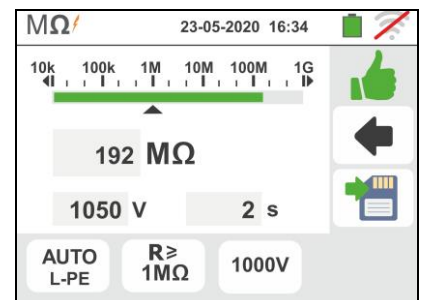 MΩ 23-05-2020 16:34
10k 100k 1M 10M 100M 1G
192 MΩ
1050 V 2 s
AUTO R≥ 1000V
L-PE 1MΩ